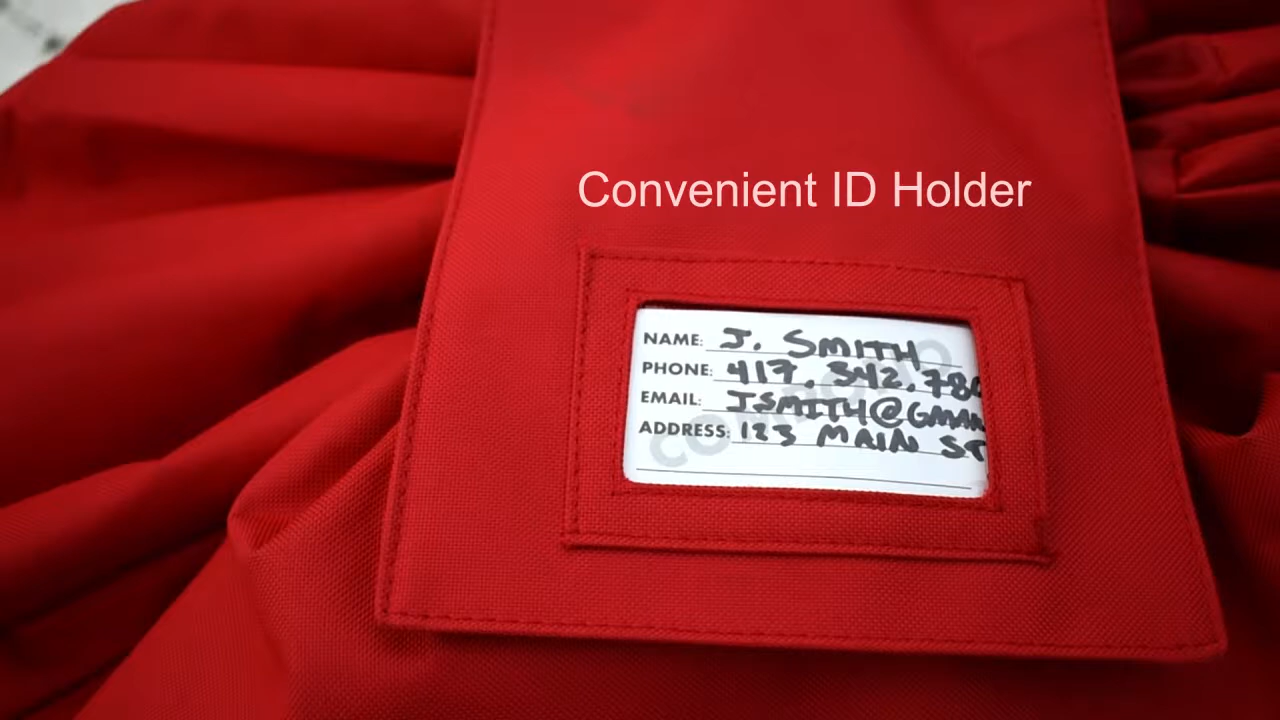 Convenient ID Holder
NAME: J. SMITH
PHONE: 417.342.78
EMAIL: JSMITH@GMA
ADDRESS: 123 MAIN ST